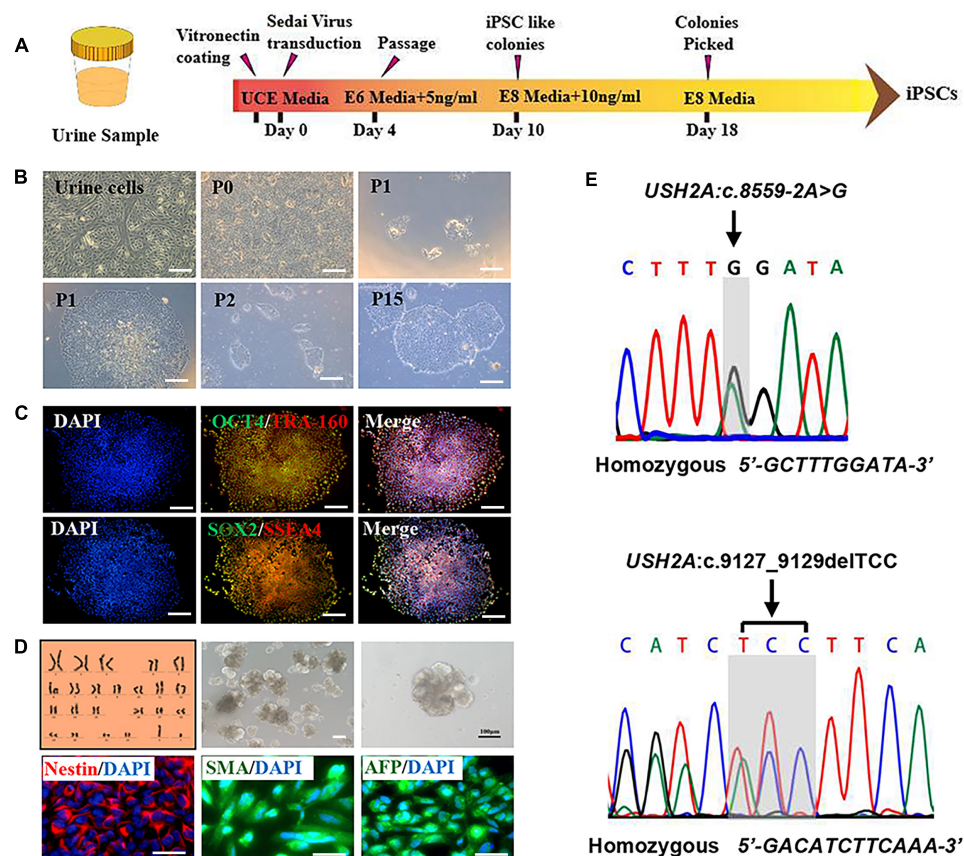 A
Urine Sample
Vitronectin
coating
Sedai Virus
transduction
Passage
iPSC like
colonies
Colonies
Picked
UCE Media
E6 Media+5ng/ml
E8 Media+10ng/ml
E8 Media
iPSCs
Day 0
Day 4
Day 10
Day 18
B
Urine cells
P0
P1
P1
P2
P15
C
DAPI
OCT4/TRA-160
Merge
DAPI
SOX2/SSEA4
Merge
D
100μm
Nestin/DAPI
SMA/DAPI
AFP/DAPI
E
USH2A:c.8559-2A>G
C T T T G G A T A
Homozygous 5'-GCTTTGGATA-3'
USH2A:c.9127_9129delTCC
C A T C T C C T T C A
Homozygous 5'-GACATCTTCAAA-3'